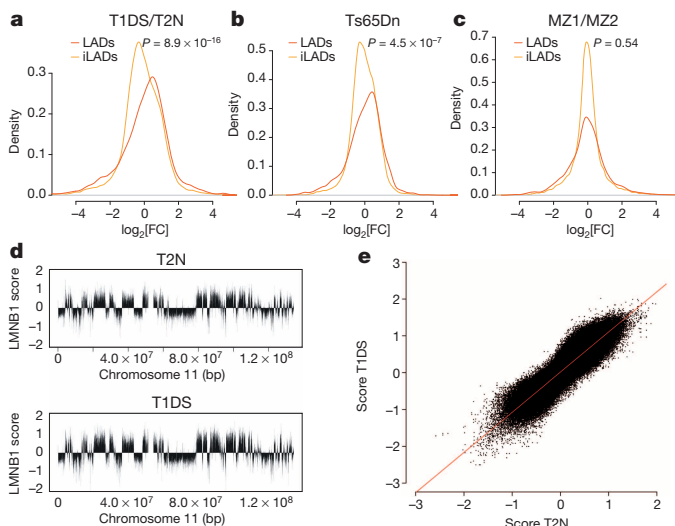 a
T1DS/T2N
LADs
iLADs
P = 8.9 × 10⁻¹⁶
Density
0.3
0.2
0.1
0.0
−4 −2 0 2 4
log₂[FC]
b
Ts65Dn
LADs
iLADs
P = 4.5 × 10⁻⁷
Density
0.5
0.4
0.3
0.2
0.1
0.0
−4 −2 0 2 4
log₂[FC]
c
MZ1/MZ2
LADs
iLADs
P = 0.54
Density
0.7
0.6
0.5
0.4
0.3
0.2
0.1
0.0
−4 −2 0 2 4
log₂[FC]
d
T2N
LMNB1 score
2
1
0
−1
−2
0 4.0 × 10⁷ 8.0 × 10⁷ 1.2 × 10⁸
Chromosome 11 (bp)
T1DS
LMNB1 score
2
1
0
−1
−2
0 4.0 × 10⁷ 8.0 × 10⁷ 1.2 × 10⁸
Chromosome 11 (bp)
e
Score T1DS
3
2
1
0
−1
−2
−3
−3 −2 −1 0 1 2
Score T2N